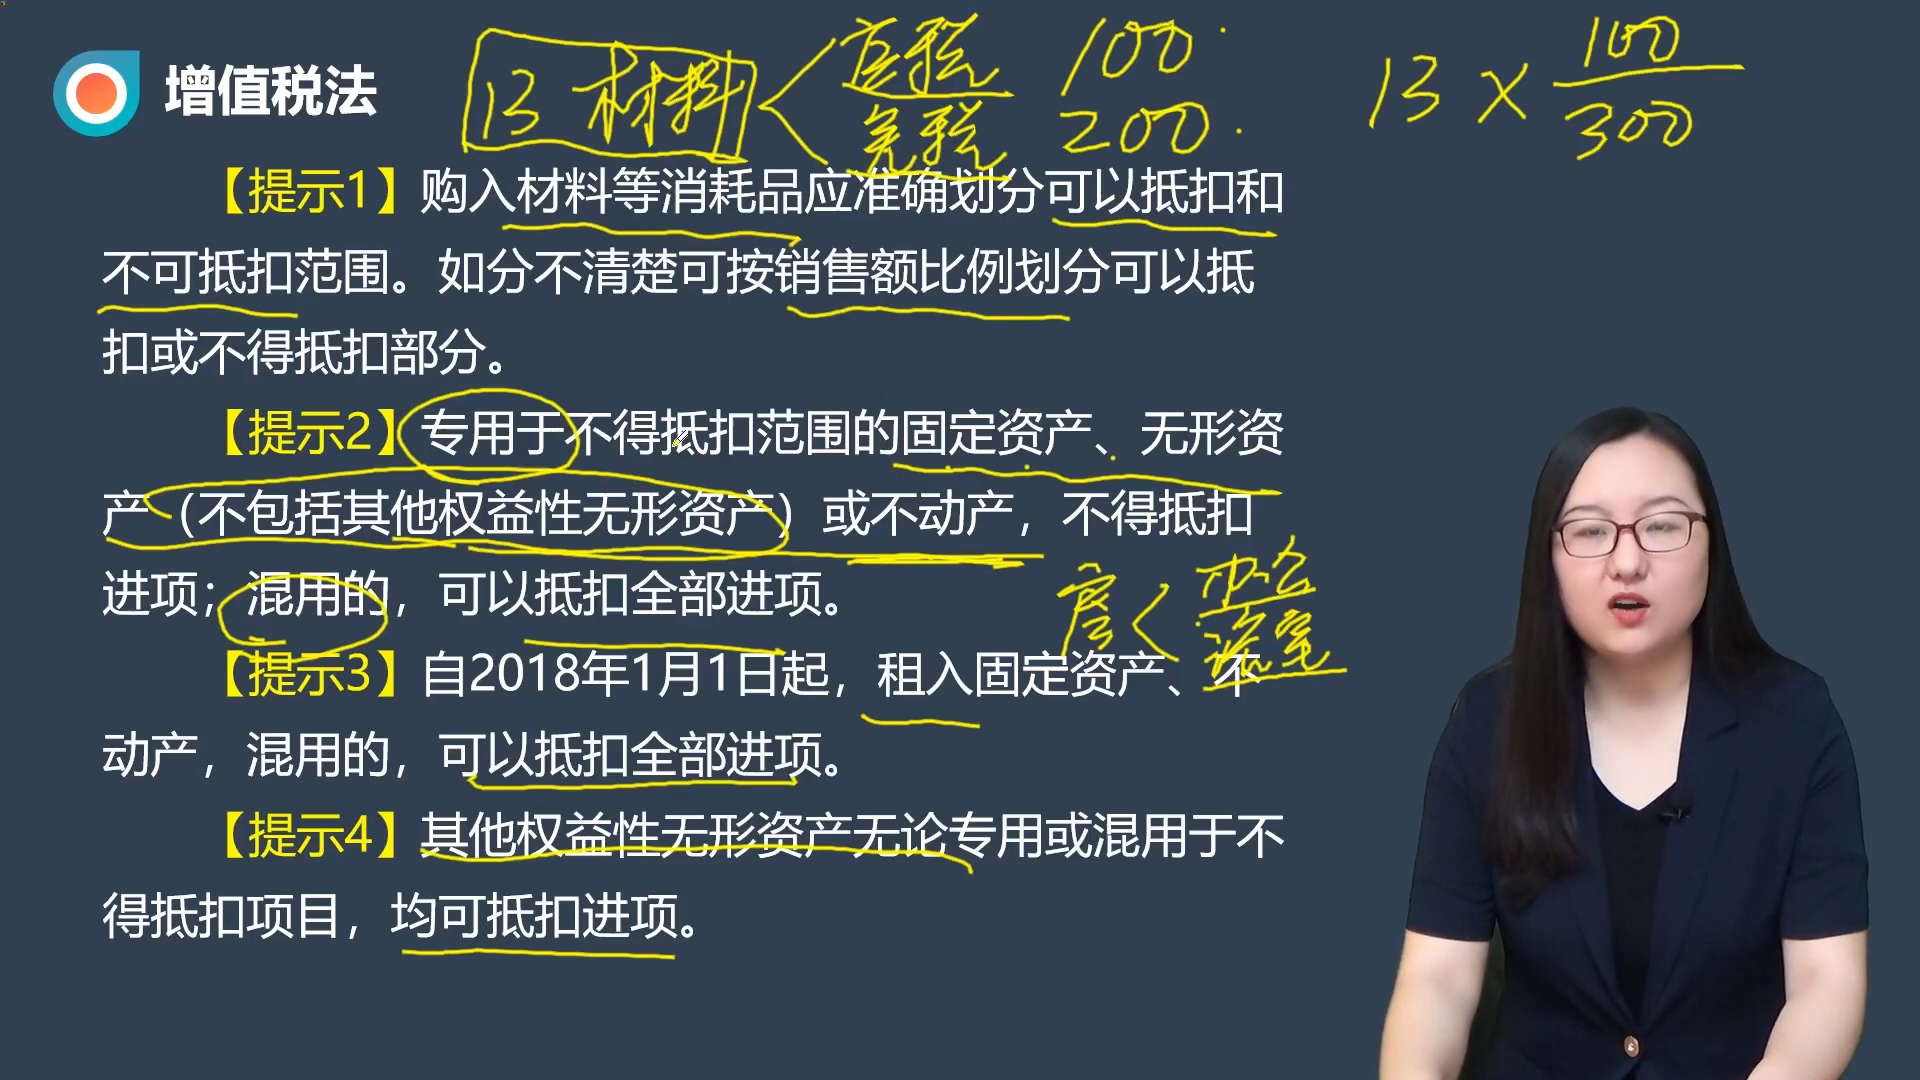 增值税法
13 材料 应税 100
免税 200
13 × 100
300
【提示1】购入材料等消耗品应准确划分可以抵扣和
不可抵扣范围。如分不清楚可按销售额比例划分可以抵
扣或不得抵扣部分。
【提示2】专用于不得抵扣范围的固定资产、无形资
产（不包括其他权益性无形资产）或不动产，不得抵扣
进项；混用的，可以抵扣全部进项。
【提示3】自2018年1月1日起，租入固定资产、不
动产，混用的，可以抵扣全部进项。
【提示4】其他权益性无形资产无论专用或混用于不
得抵扣项目，均可抵扣进项。